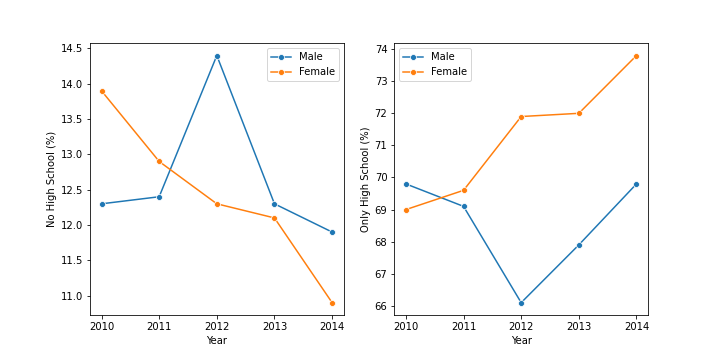 14.5
14.0
13.5
13.0
12.5
12.0
11.5
11.0
No High School (%)
Male
Female
2010 2011 2012 2013 2014
Year
74
73
72
71
70
69
68
67
66
Only High School (%)
Male
Female
2010 2011 2012 2013 2014
Year